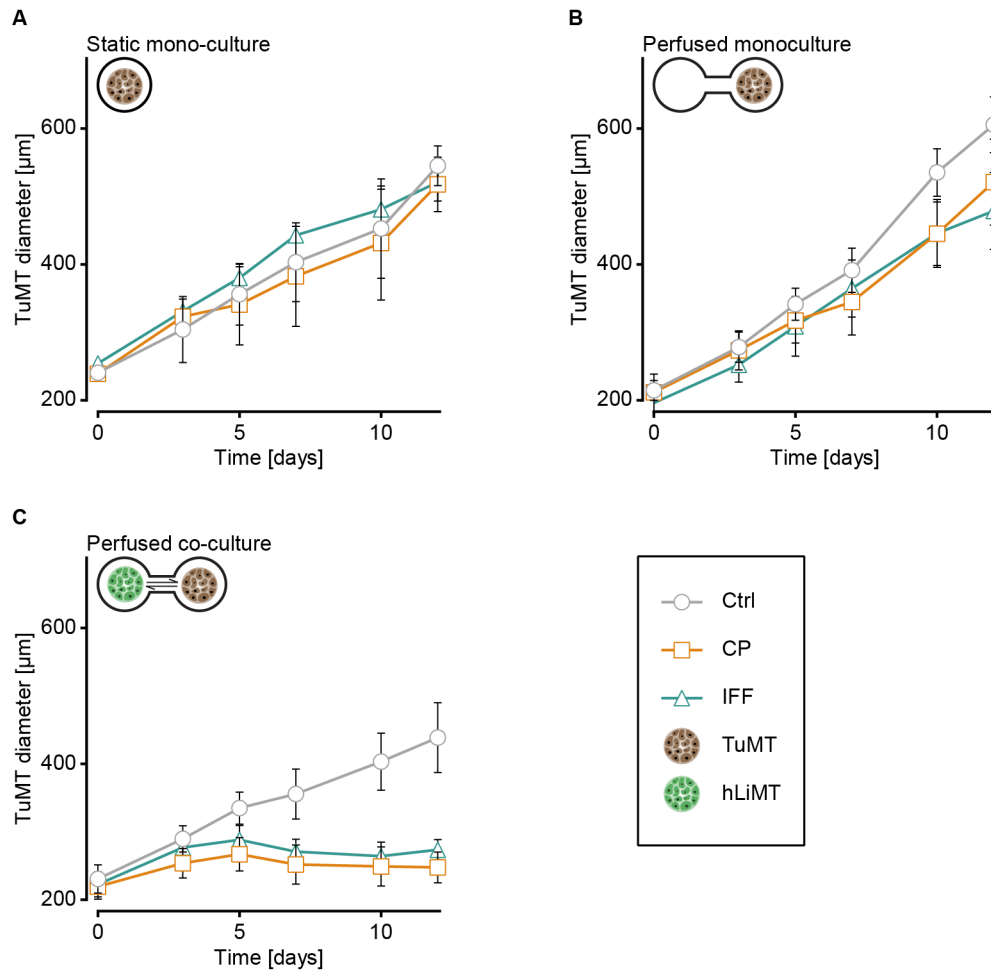 A
Static mono-culture
600
400
200
TuMT diameter [µm]
0 5 10
Time [days]
B
Perfused monoculture
600
400
200
TuMT diameter [µm]
0 5 10
Time [days]
C
Perfused co-culture
600
400
200
TuMT diameter [µm]
0 5 10
Time [days]
Ctrl
CP
IFF
TuMT
hLiMT